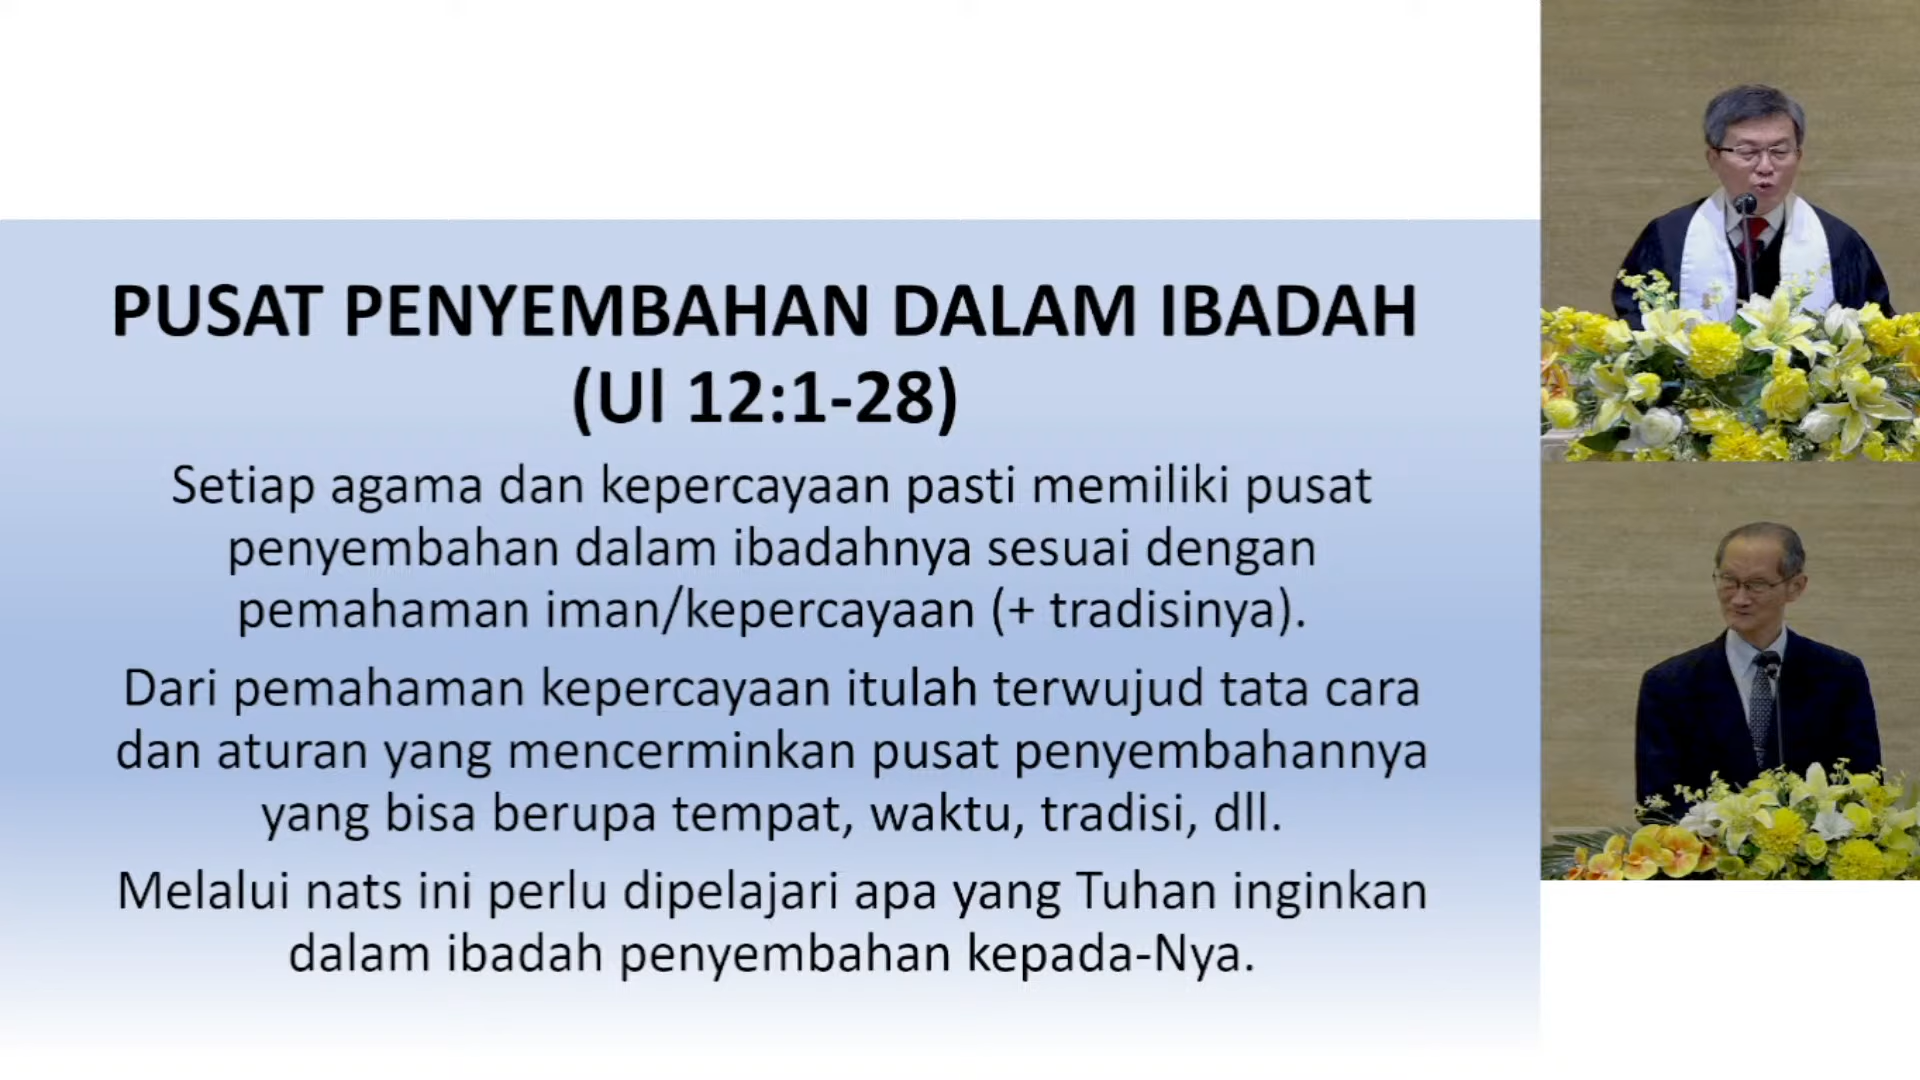 PUSAT PENYEMBAHAN DALAM IBADAH
(Ul 12:1-28)
Setiap agama dan kepercayaan pasti memiliki pusat
penyembahan dalam ibadahnya sesuai dengan
pemahaman iman/kepercayaan (+ tradisinya).
Dari pemahaman kepercayaan itulah terwujud tata cara
dan aturan yang mencerminkan pusat penyembahannya
yang bisa berupa tempat, waktu, tradisi, dll.
Melalui nats ini perlu dipelajari apa yang Tuhan inginkan
dalam ibadah penyembahan kepada-Nya.